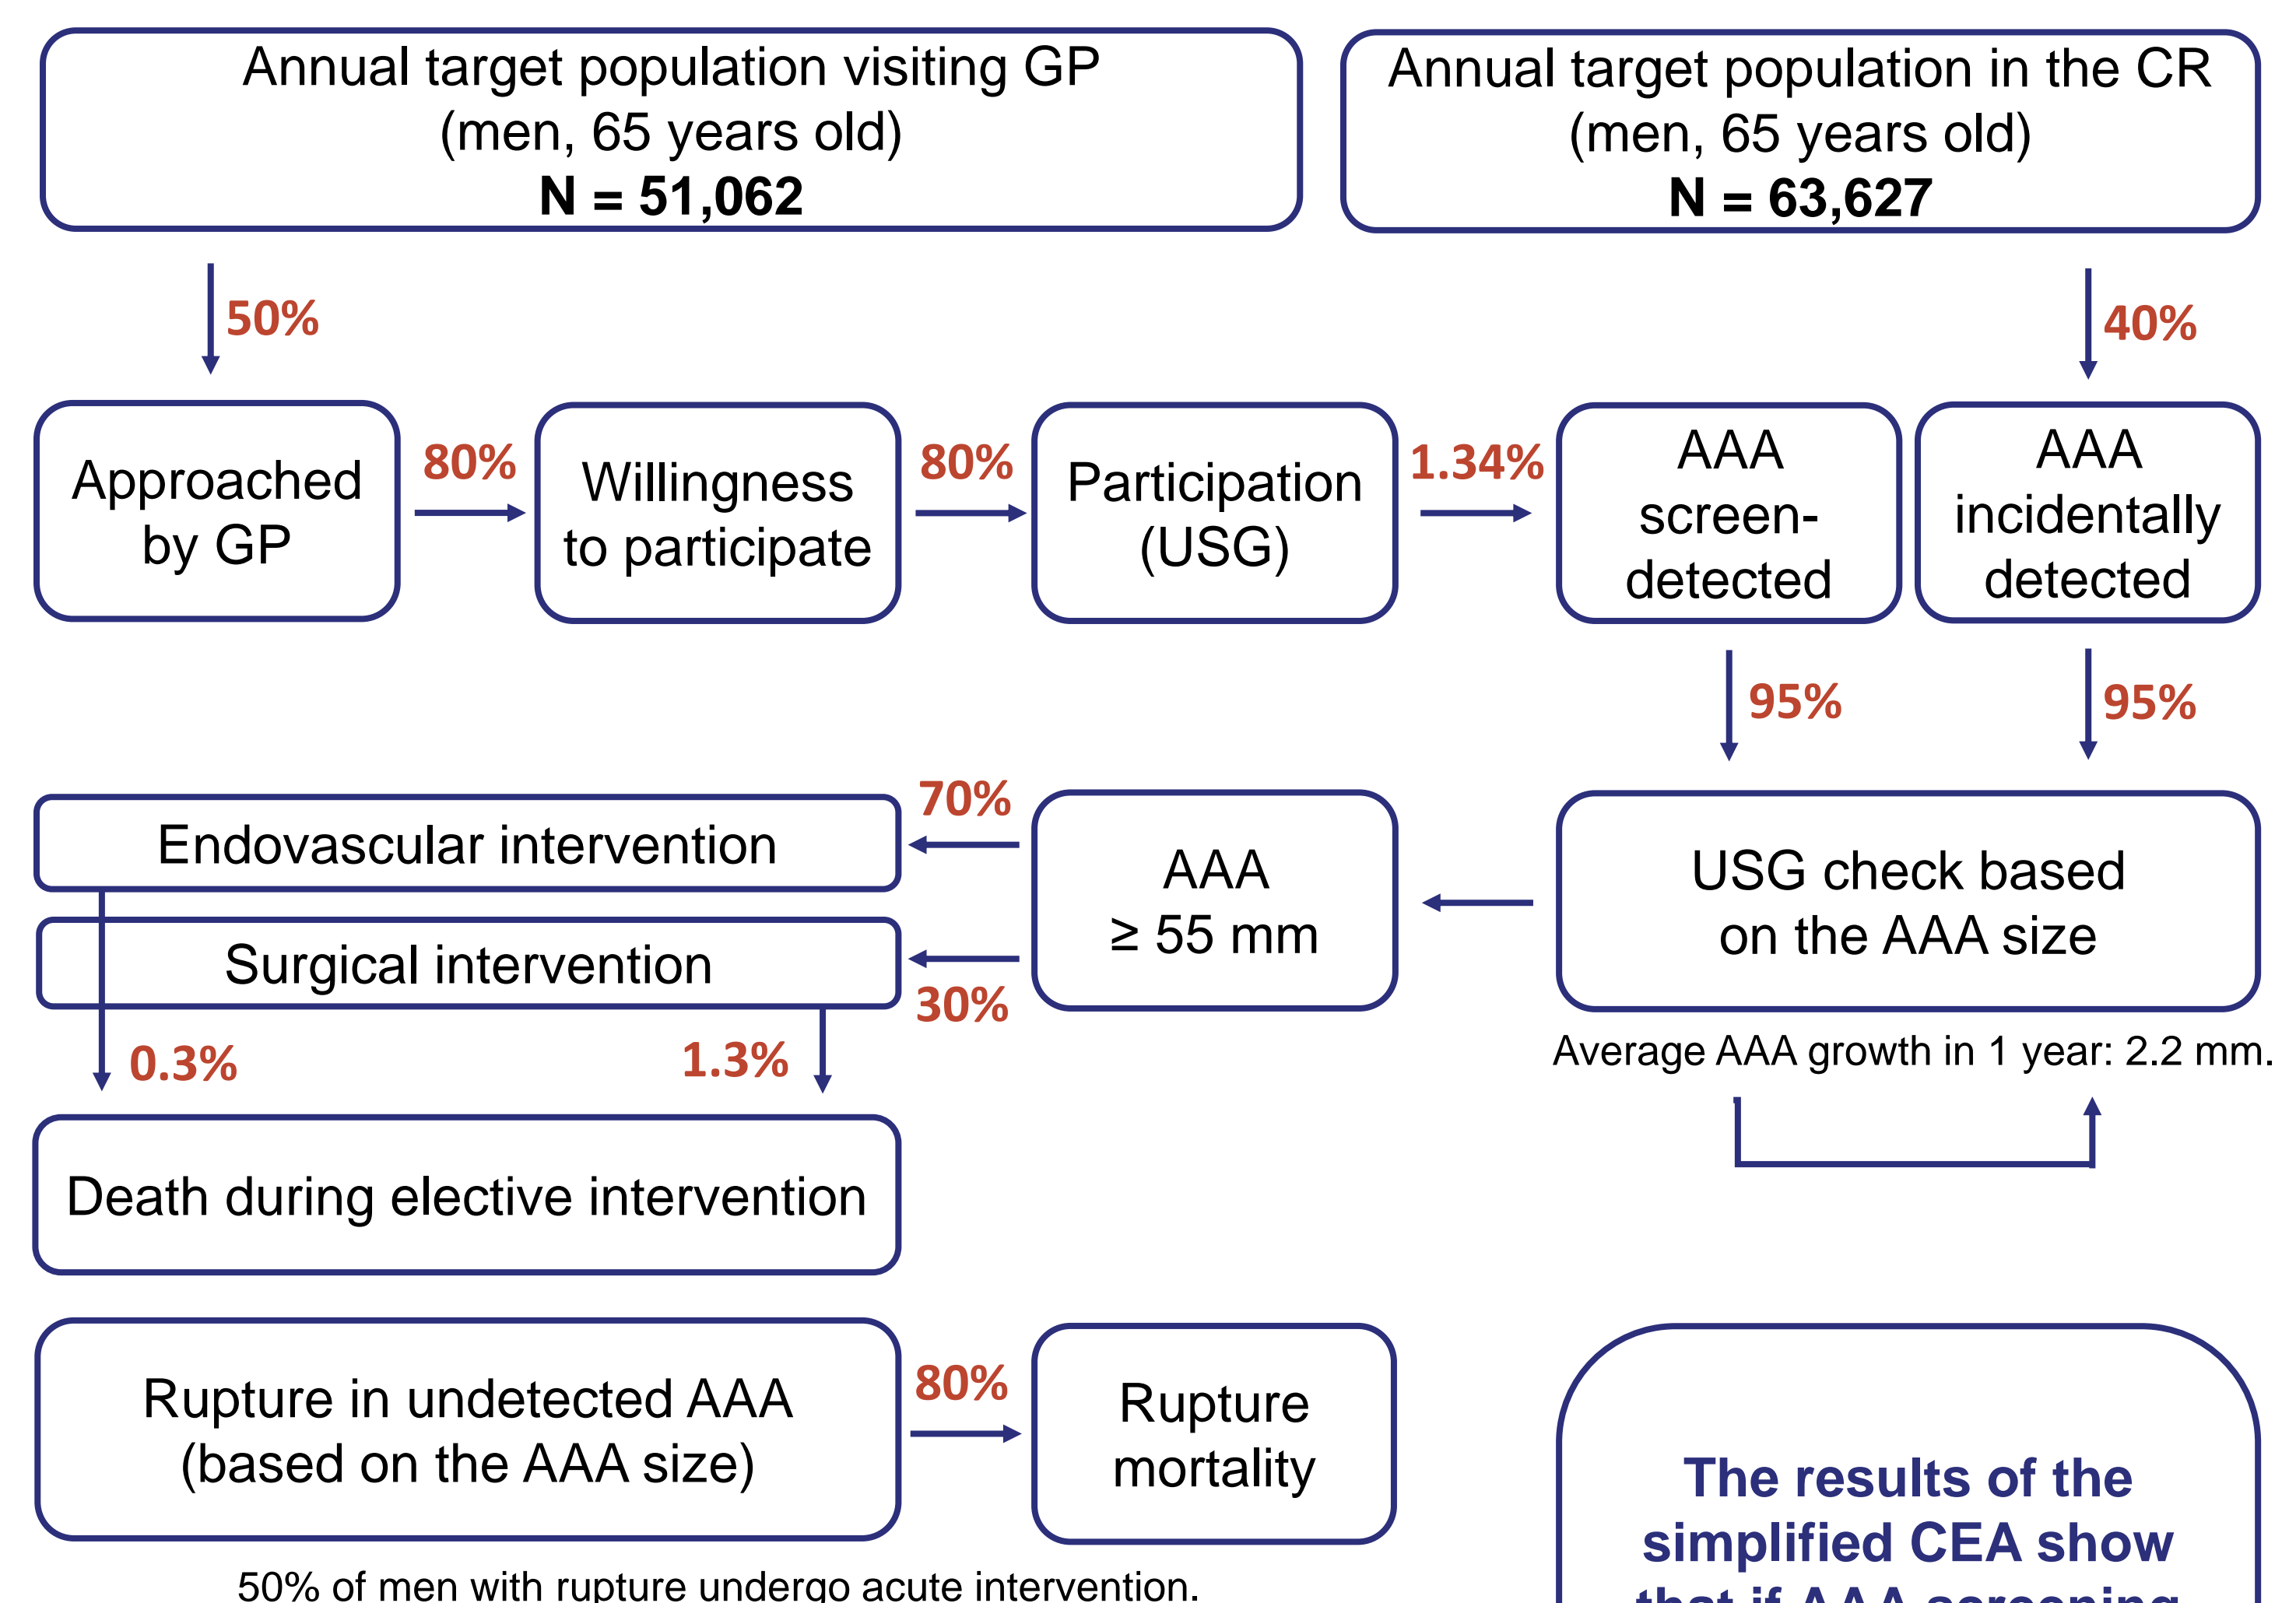 Annual target population visiting GP
(men, 65 years old)
N = 51,062
Annual target population in the CR
(men, 65 years old)
N = 63,627
50%
40%
Approached
by GP
80%
Willingness
to participate
80%
Participation
(USG)
1.34%
AAA
screen-
detected
AAA
incidentally
detected
95%
95%
Endovascular intervention
70%
AAA
≥ 55 mm
USG check based
on the AAA size
Surgical intervention
30%
0.3%
1.3%
Average AAA growth in 1 year: 2.2 mm.
Death during elective intervention
Rupture in undetected AAA
(based on the AAA size)
80%
Rupture
mortality
50% of men with rupture undergo acute intervention.
The results of the
simplified CEA show
that if AAA screening